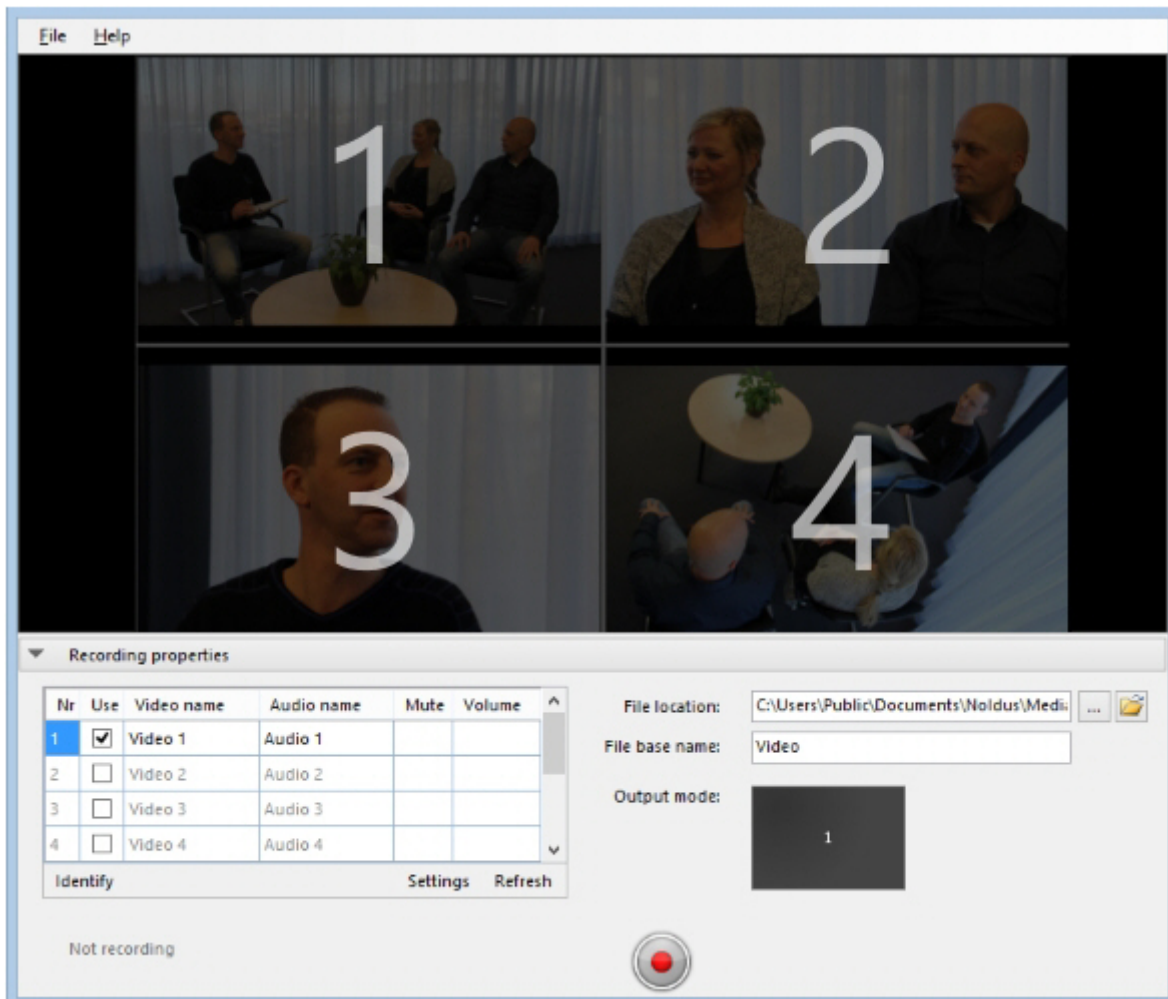 File Help
1 2
3 4
Recording properties
Nr Use Video name Audio name Mute Volume
1 Video 1 Audio 1
2 Video 2 Audio 2
3 Video 3 Audio 3
4 Video 4 Audio 4
Identify Settings Refresh
File location: C:\Users\Public\Documents\Noldus\Medi ...
File base name: Video
Output mode: 1
Not recording